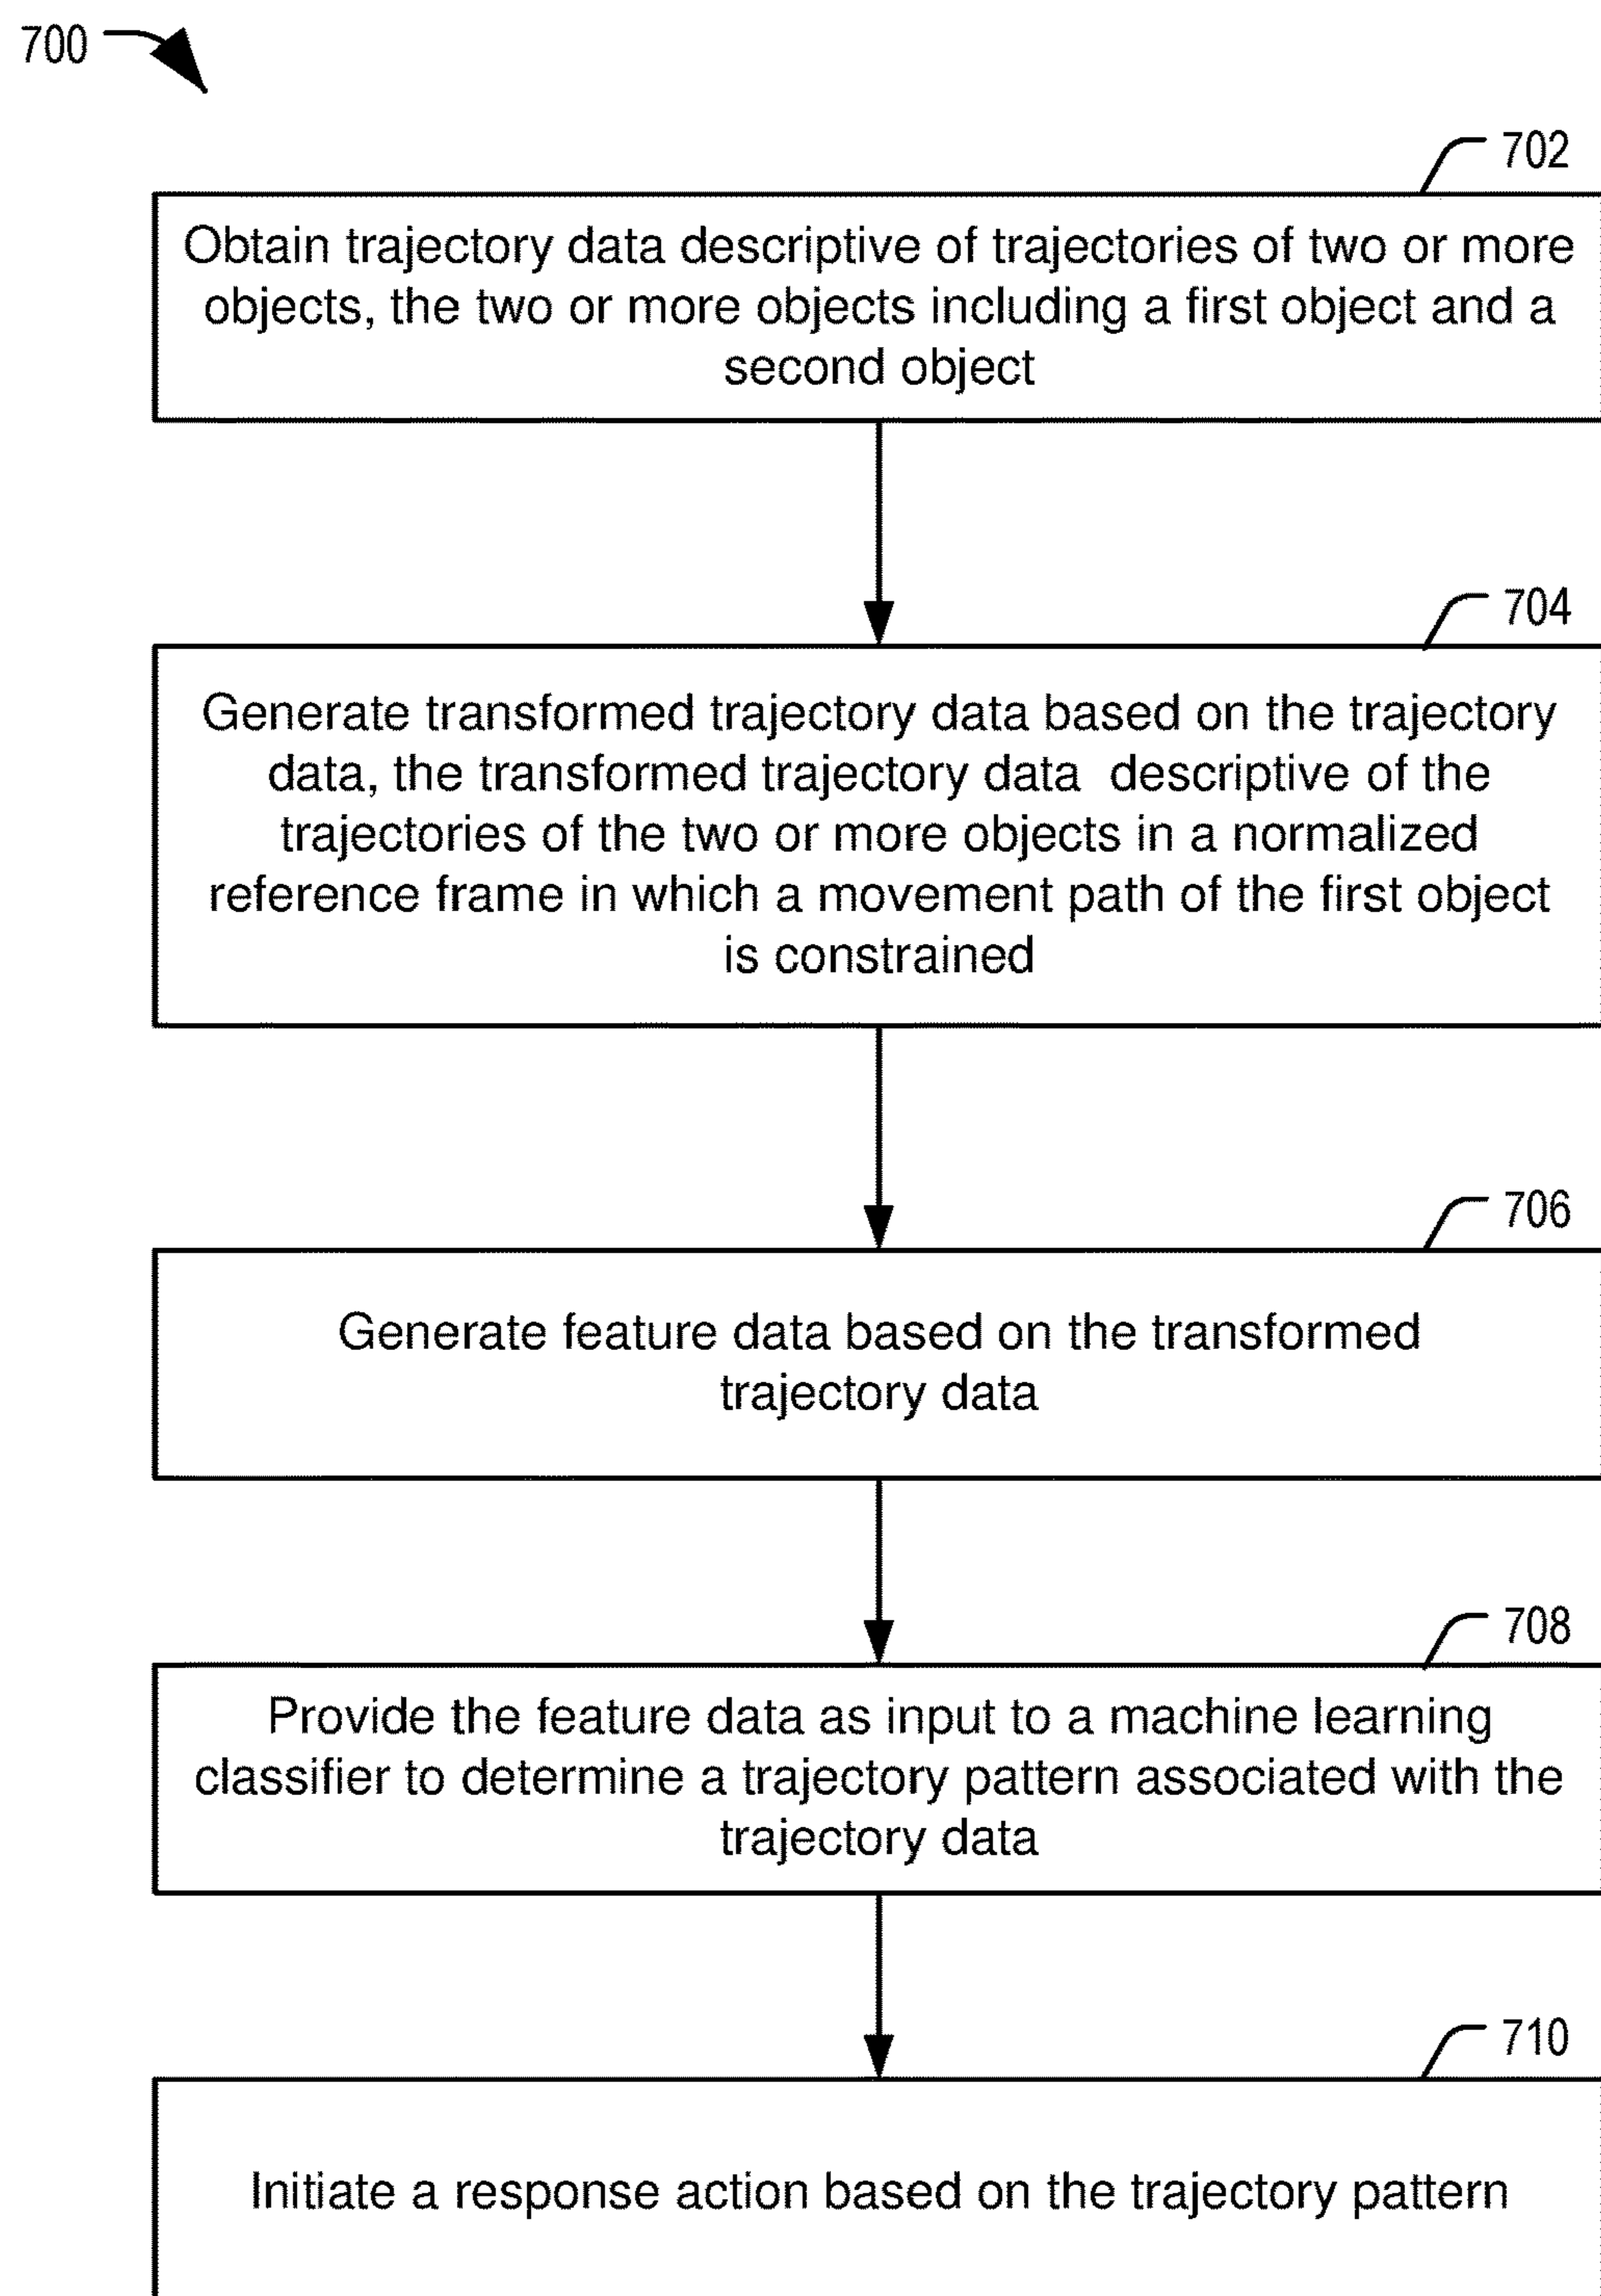 700
702
Obtain trajectory data descriptive of trajectories of two or more
objects, the two or more objects including a first object and a
second object
704
Generate transformed trajectory data based on the trajectory
data, the transformed trajectory data descriptive of the
trajectories of the two or more objects in a normalized
reference frame in which a movement path of the first object
is constrained
706
Generate feature data based on the transformed
trajectory data
708
Provide the feature data as input to a machine learning
classifier to determine a trajectory pattern associated with the
trajectory data
710
Initiate a response action based on the trajectory pattern